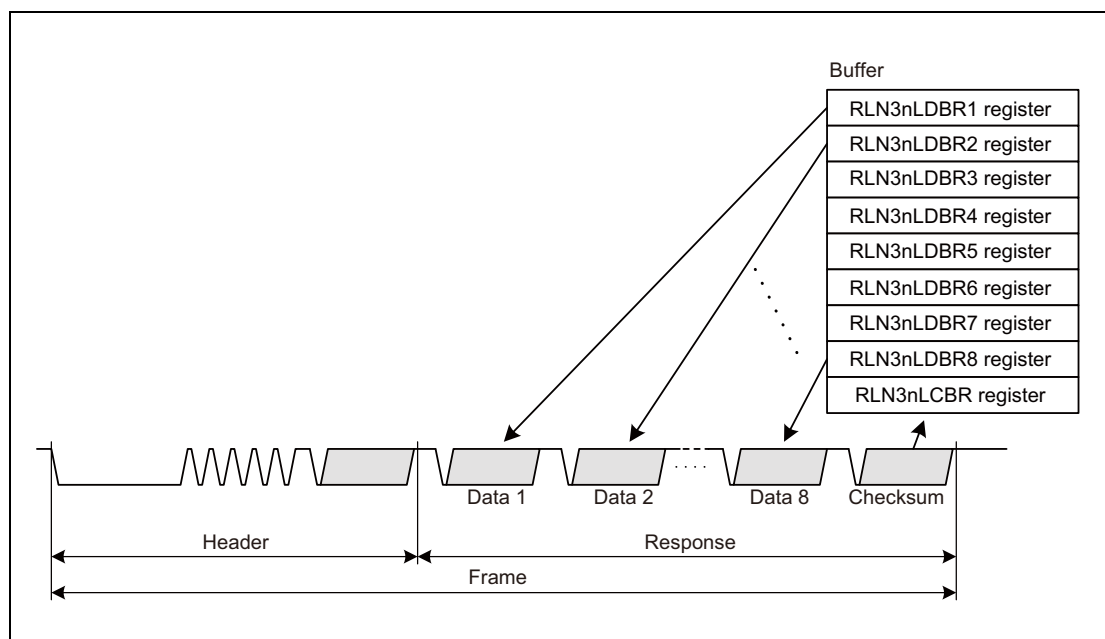 Buffer
RLN3nLDBR1 register
RLN3nLDBR2 register
RLN3nLDBR3 register
RLN3nLDBR4 register
RLN3nLDBR5 register
RLN3nLDBR6 register
RLN3nLDBR7 register
RLN3nLDBR8 register
RLN3nLCBR register
Data 1
Data 2
Data 8
Checksum
Header
Response
Frame